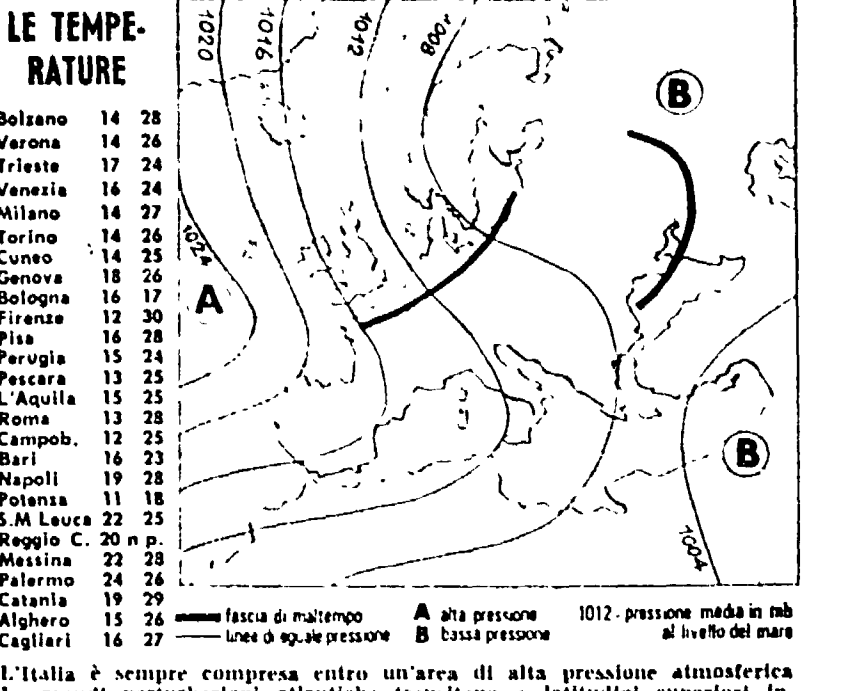 LE TEMPE-
RATURE
Bolzano 14 28
Verona 14 26
Trieste 17 24
Venezia 16 24
Milano 14 27
Torino 14 26
Cuneo 14 25
Genova 18 26
Bologna 16 17
Firenze 12 30
Pisa 16 28
Perugia 15 24
Pescara 13 25
L'Aquila 15 25
Roma 13 28
Campob. 12 25
Bari 16 23
Napoli 19 28
Potenza 11 18
S.M Leuca 22 25
Reggio C. 20 n p.
Messina 22 28
Palermo 24 26
Catania 19 29
Alghero 15 26
Cagliari 16 27
1020
1016
1012
1008
B
1024
A
B
1004
fascia di maltempo
linee di eguale pressione
A alta pressione
B bassa pressione
1012 - pressione media in mb
al livello del mare
L'Italia è sempre compresa entro un'area di alta pressione atmosferica